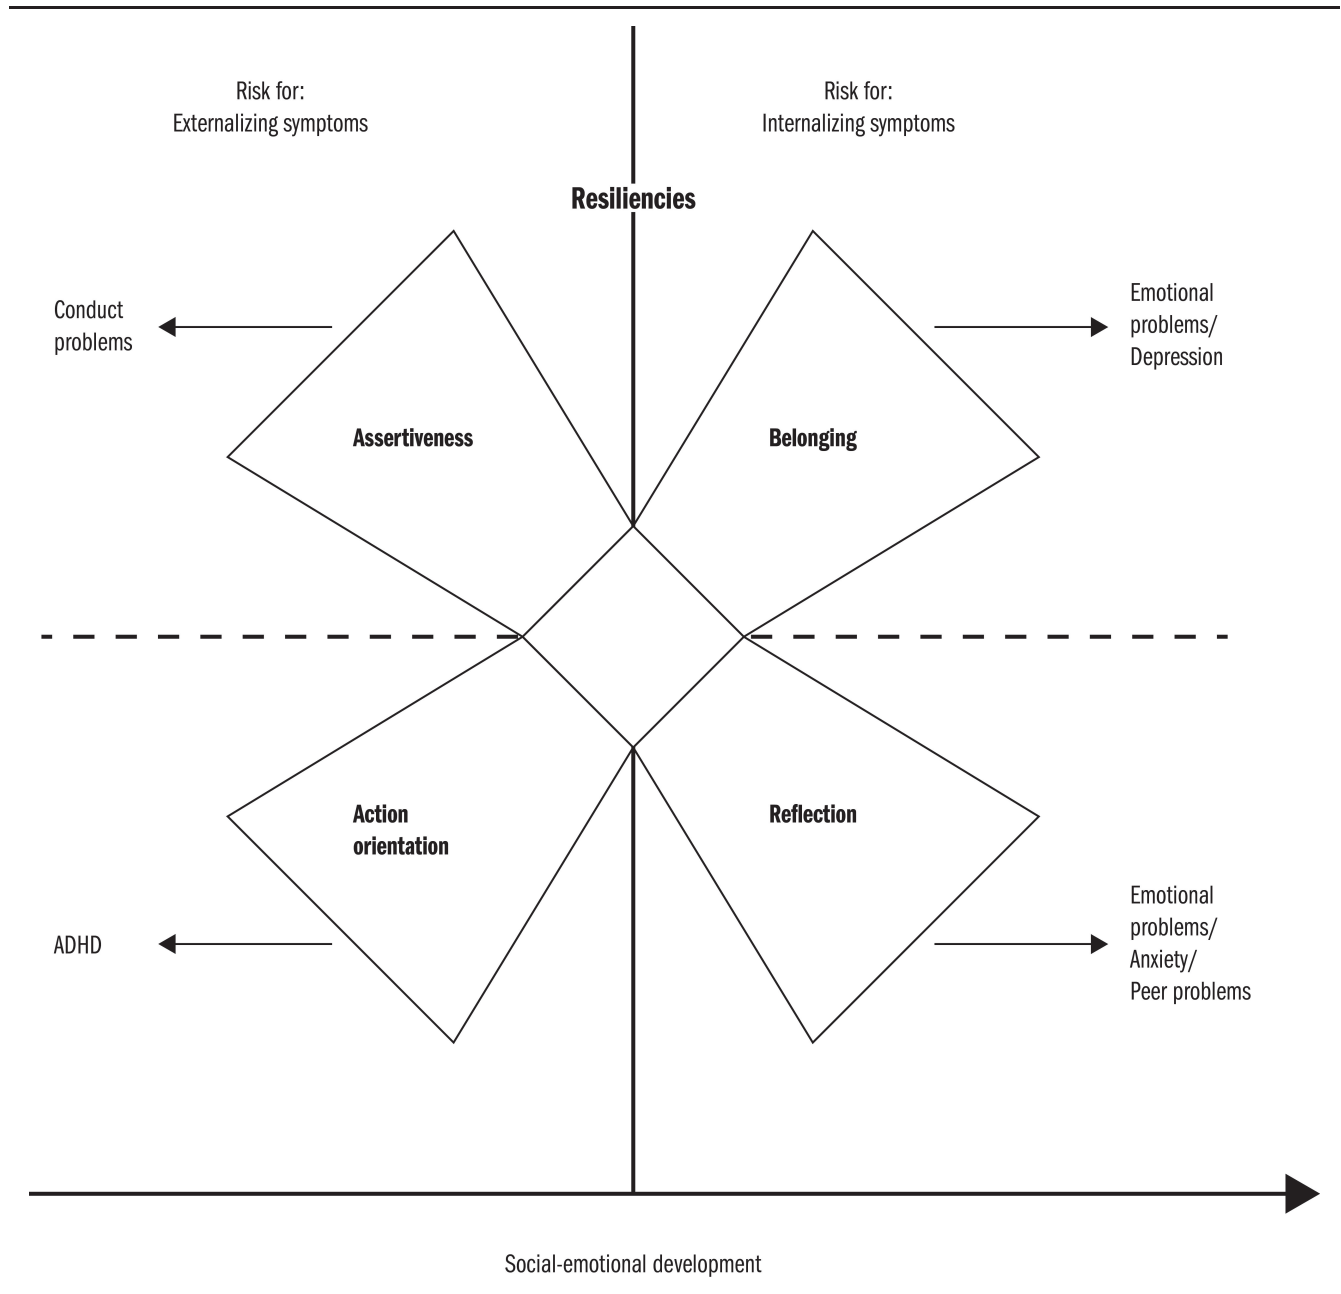 Risk for:
Externalizing symptoms
Risk for:
Internalizing symptoms
Resiliencies
Conduct
problems
Emotional
problems/
Depression
Assertiveness
Belonging
Action
orientation
Reflection
ADHD
Emotional
problems/
Anxiety/
Peer problems
Social-emotional development